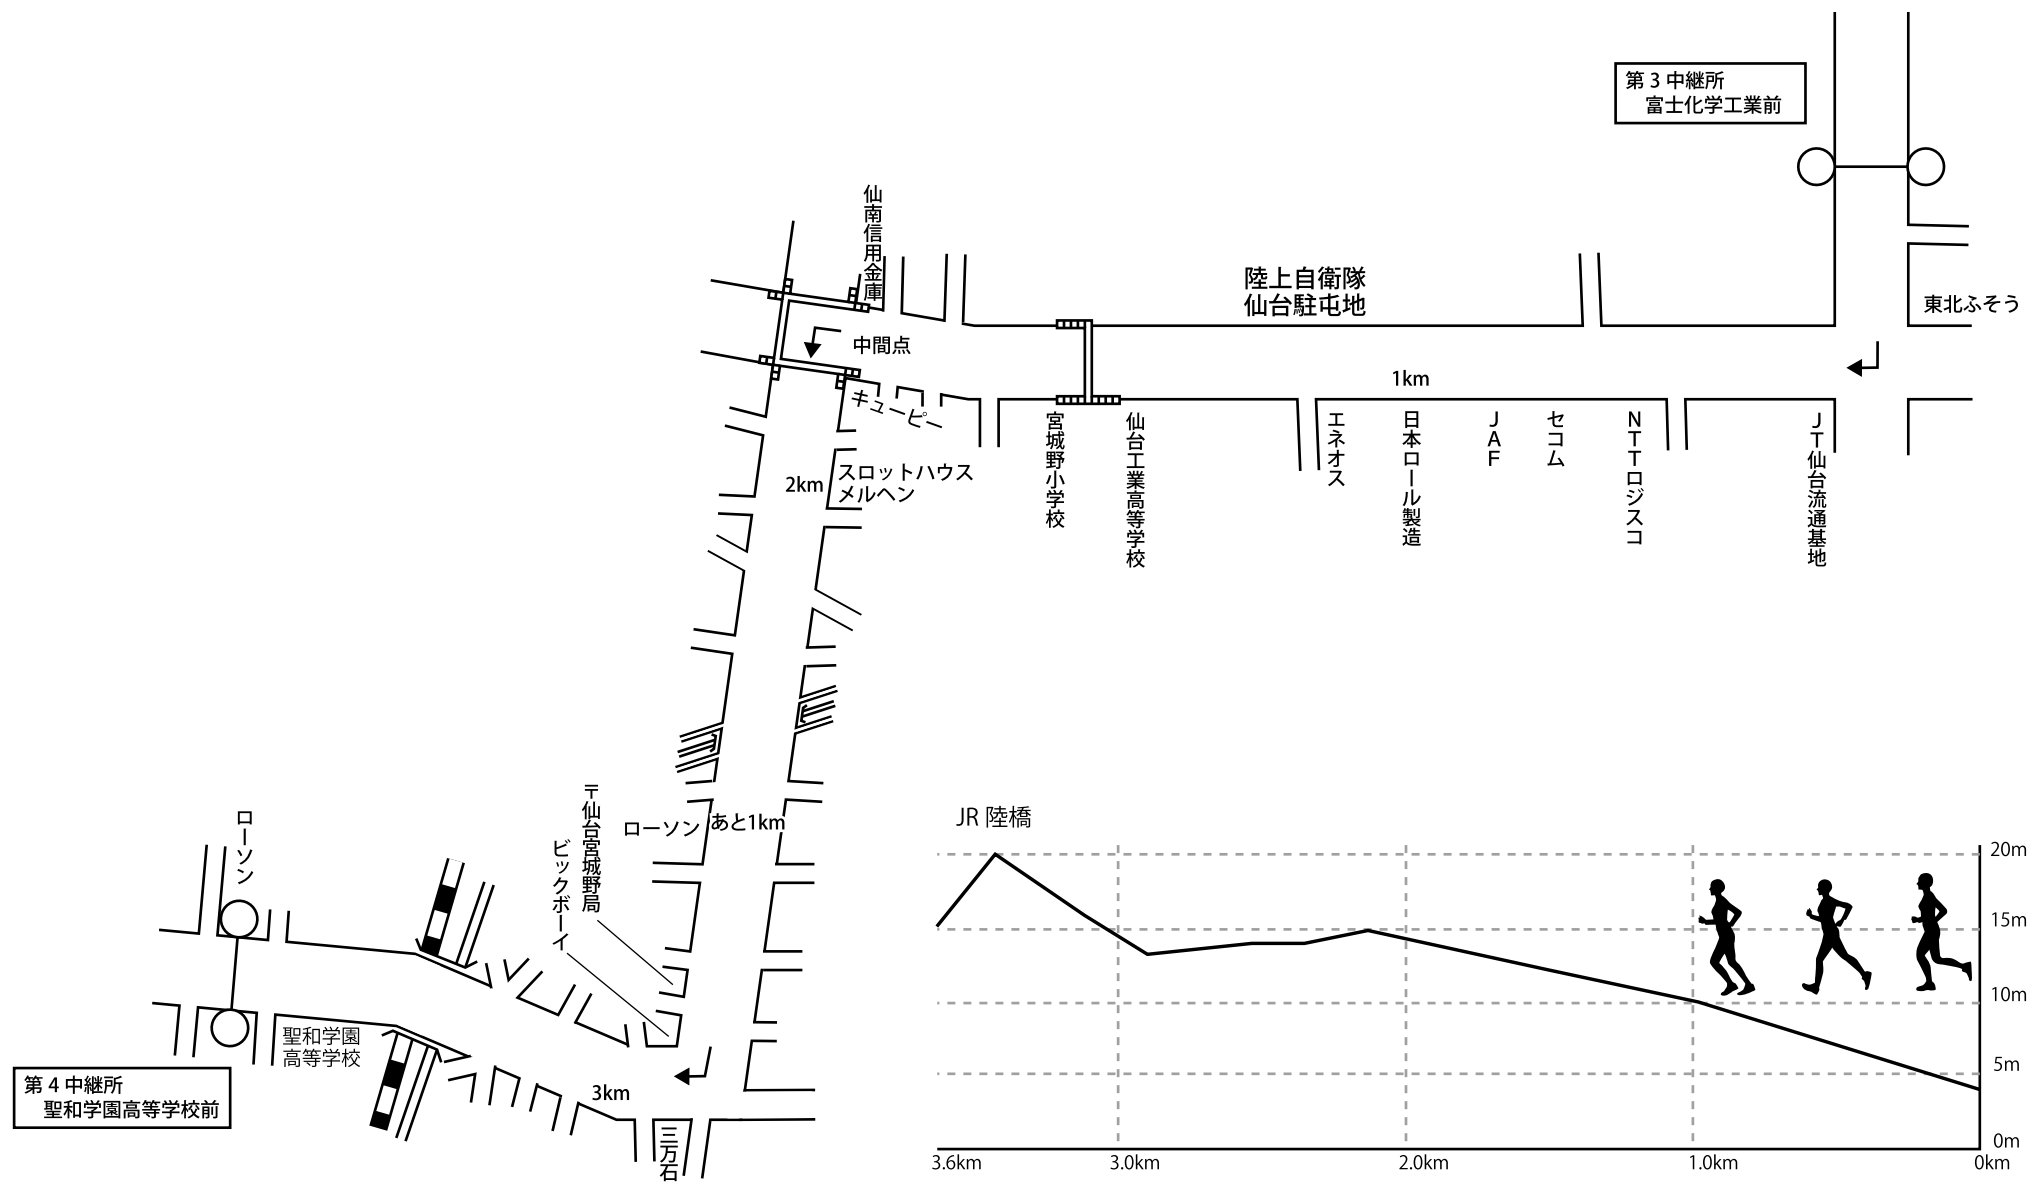 第3中継所
富士化学工業前
仙南信用金庫
陸上自衛隊
仙台駐屯地
東北ふそう
中間点
1km
キューピー
宮城野小学校
仙台工業高等学校
エネオス
日本ロール製造
JAF
セコム
NTTロジスコ
JT仙台流通基地
スロットハウス
メルヘン
2km
〒仙台宮城野局
ビックボーイ
ローソン
あと1km
ローソン
聖和学園
高等学校
第4中継所
聖和学園高等学校前
3km
三万石
JR 陸橋
20m
15m
10m
5m
0m
3.6km
3.0km
2.0km
1.0km
0km